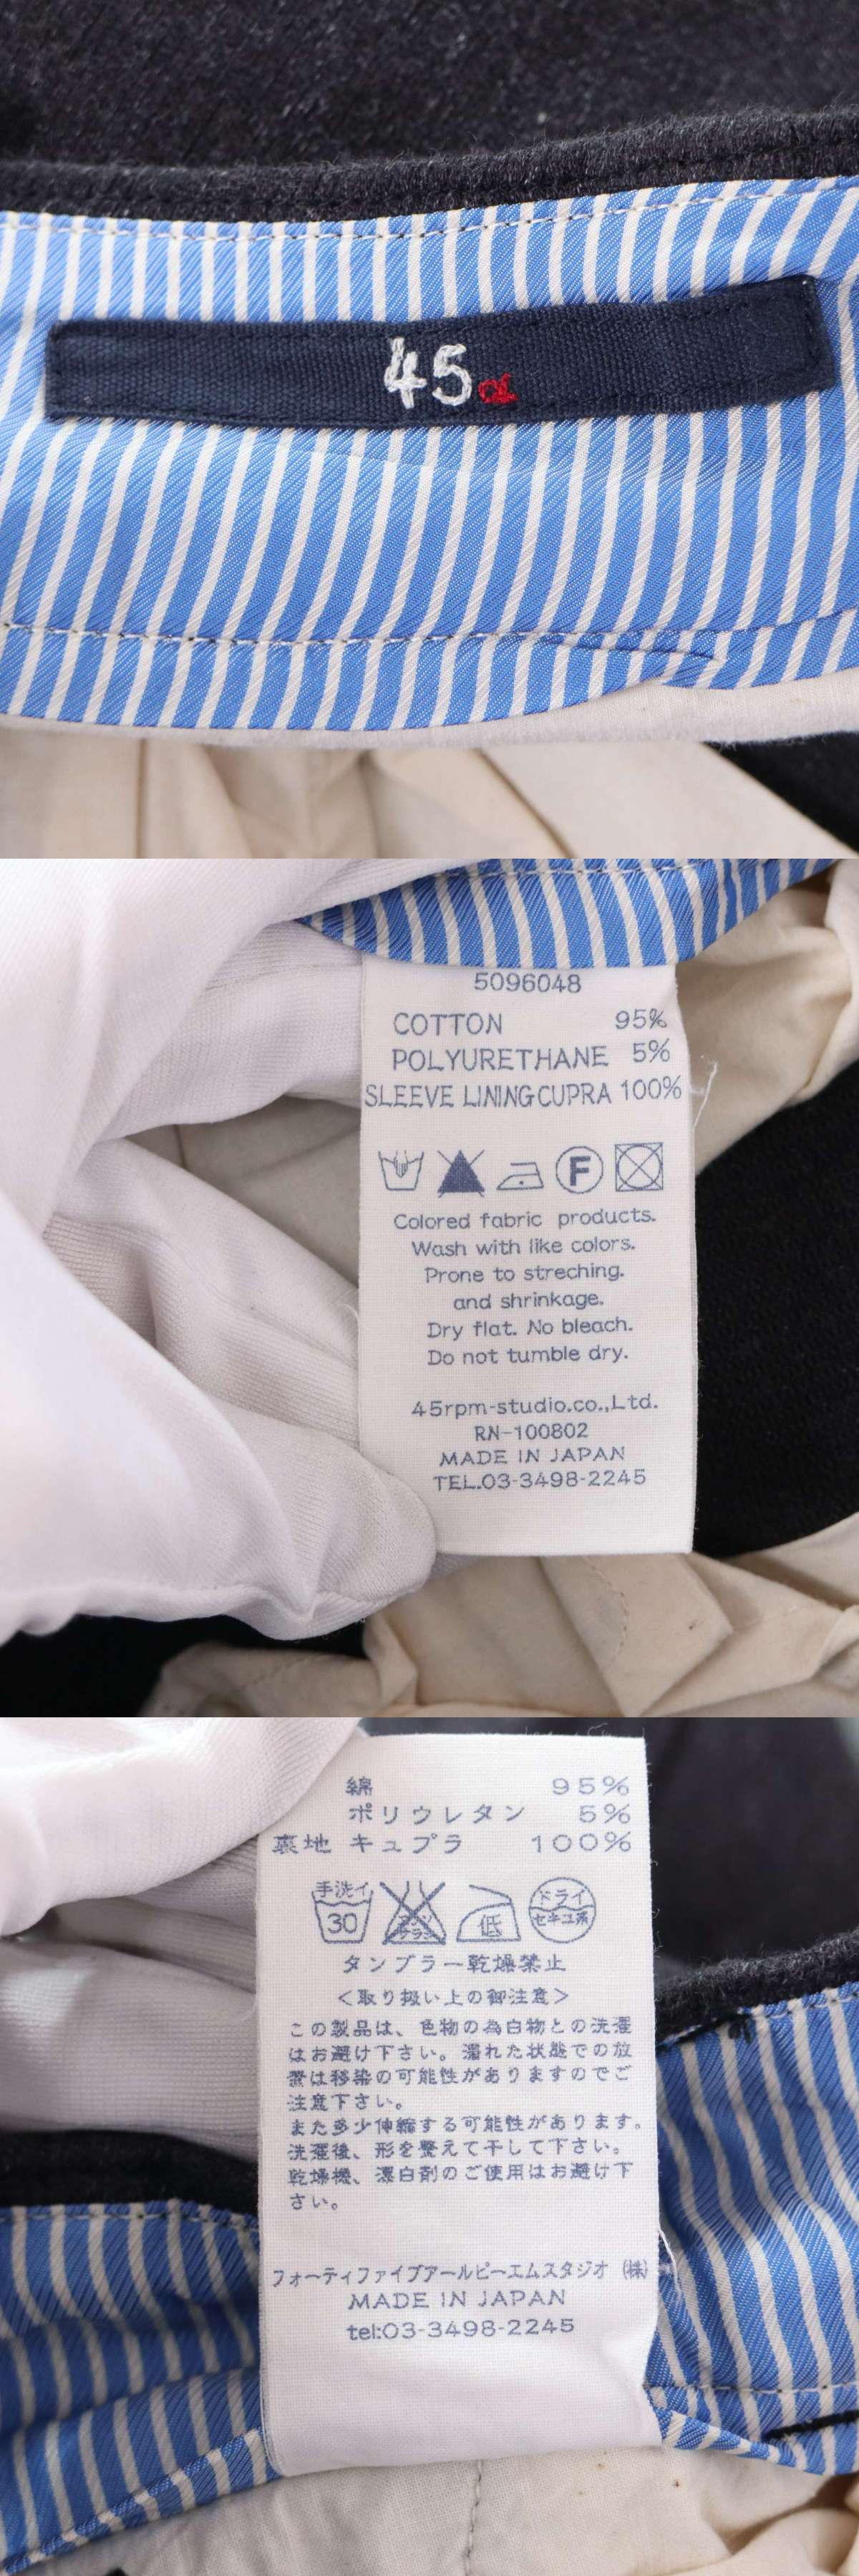 45R
5096048
COTTON 95%
POLYURETHANE 5%
SLEEVE LINING CUPRA 100%
F
Colored fabric products.
Wash with like colors.
Prone to streching.
and shrinkage.
Dry flat. No bleach.
Do not tumble dry.
45rpm-studio.co.,Ltd.
RN-100802
MADE IN JAPAN
TEL.03-3498-2245
綿 95%
ポリウレタン 5%
裏地 キュプラ 100%
手洗イ
30
低
ドライ
セキユ系
タンブラー乾燥禁止
<取り扱い上の御注意>
この製品は、色物の為白物との洗濯
はお避け下さい。濡れた状態での放
置は移染の可能性がありますのでご
注意下さい。
また多少伸縮する可能性があります。
洗濯後、形を整えて干して下さい。
乾燥機、漂白剤のご使用はお避け下
さい。
フォーティファイブアールピーエムスタジオ (株)
MADE IN JAPAN
tel:03-3498-2245